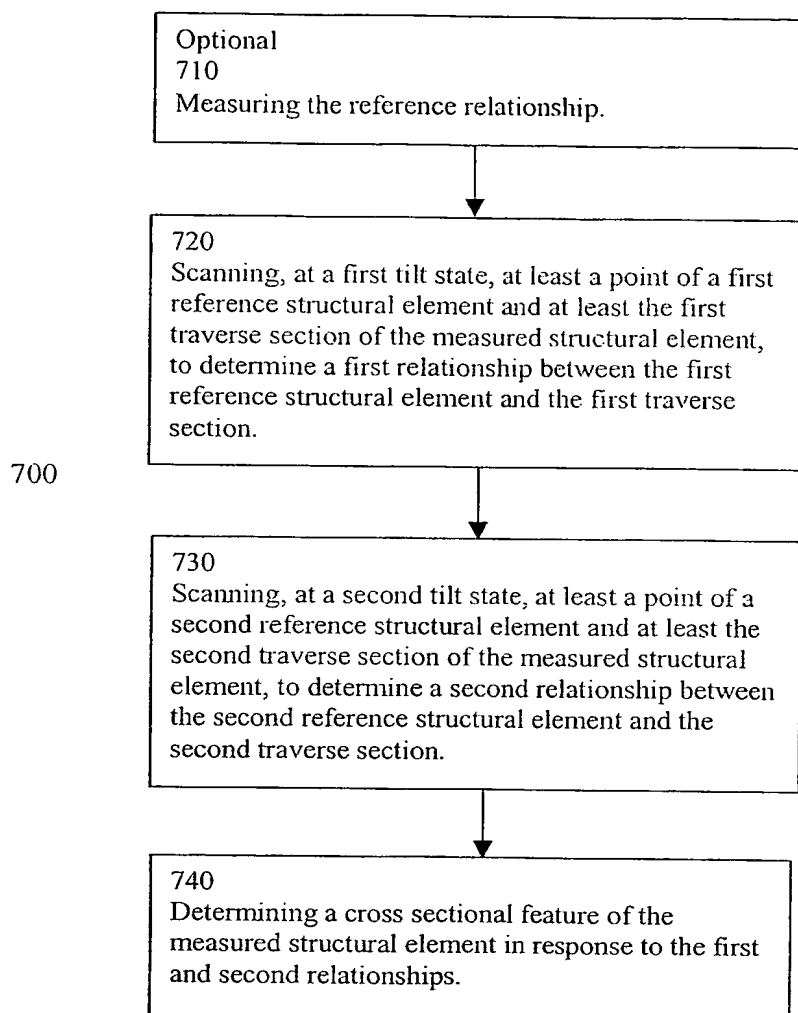 Optional
710
Measuring the reference relationship.
720
Scanning, at a first tilt state, at least a point of a first
reference structural element and at least the first
traverse section of the measured structural element,
to determine a first relationship between the first
reference structural element and the first traverse
section.
700
730
Scanning, at a second tilt state, at least a point of a
second reference structural element and at least the
second traverse section of the measured structural
element, to determine a second relationship between
the second reference structural element and the
second traverse section.
740
Determining a cross sectional feature of the
measured structural element in response to the first
and second relationships.